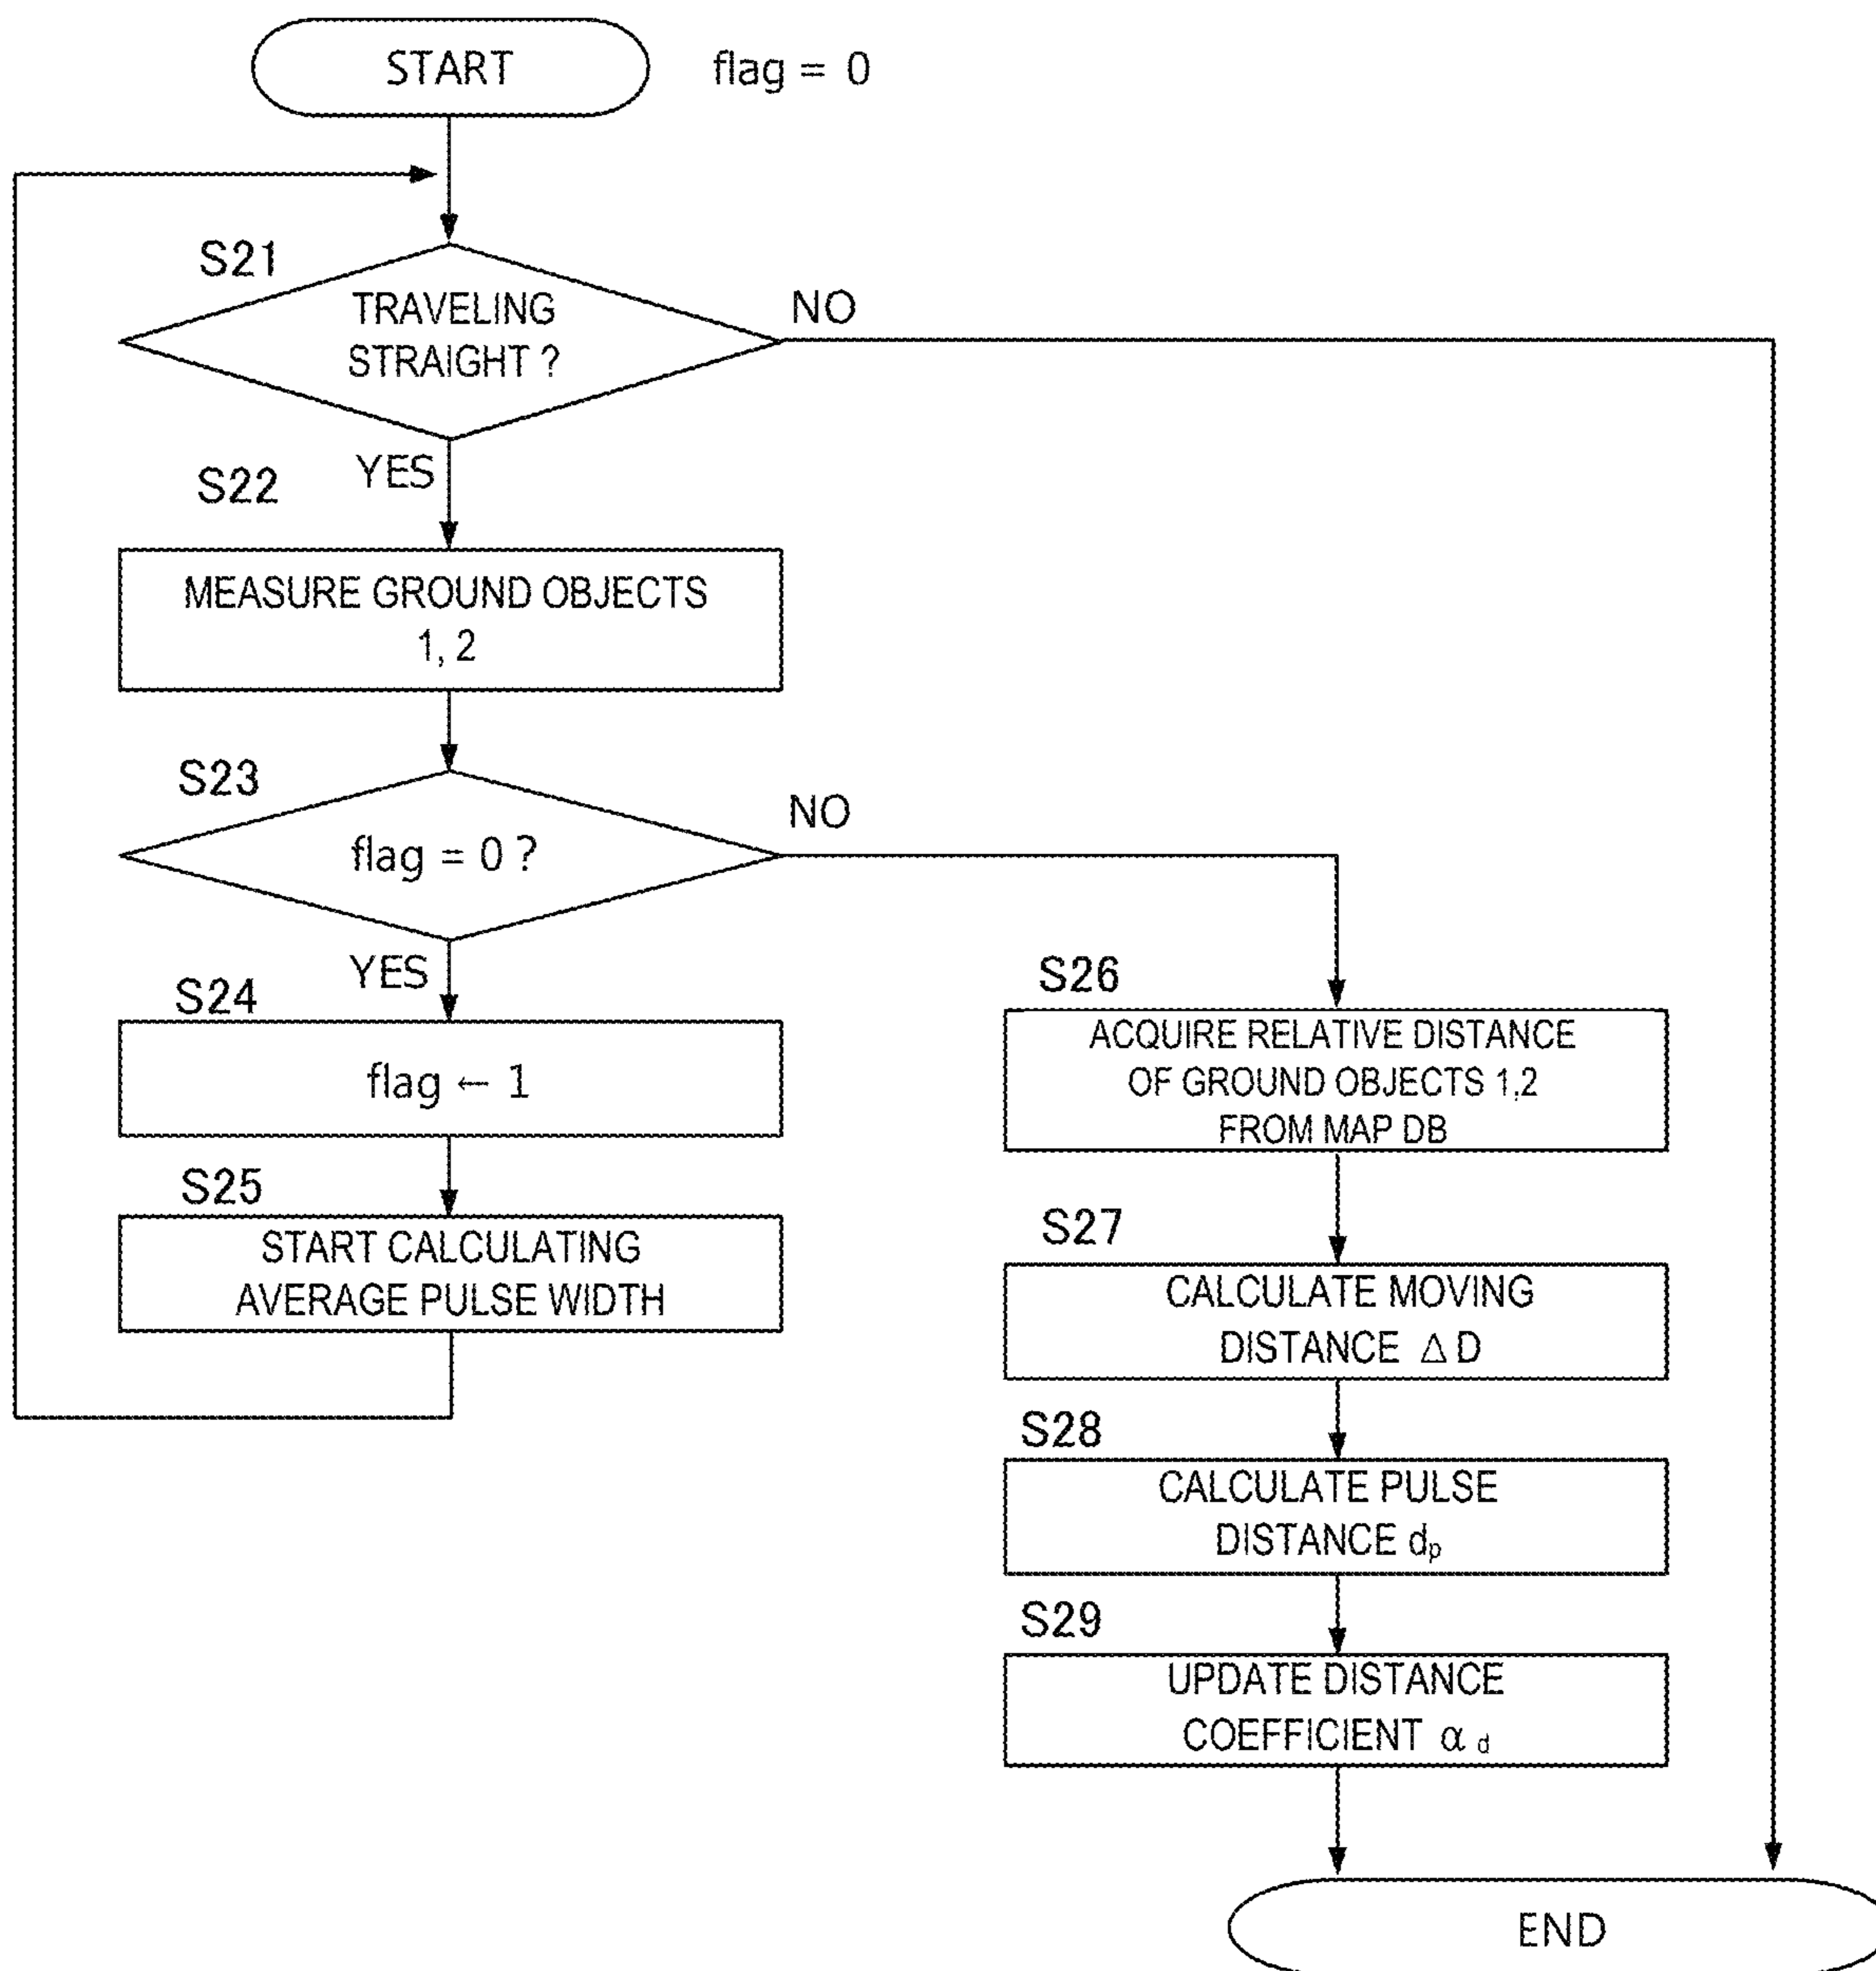 START
flag = 0
S21
TRAVELING
STRAIGHT ?
NO
YES
S22
MEASURE GROUND OBJECTS
1, 2
S23
flag = 0 ?
NO
YES
S24
flag ← 1
S25
START CALCULATING
AVERAGE PULSE WIDTH
S26
ACQUIRE RELATIVE DISTANCE
OF GROUND OBJECTS 1,2
FROM MAP DB
S27
CALCULATE MOVING
DISTANCE Δ D
S28
CALCULATE PULSE
DISTANCE dₚ
S29
UPDATE DISTANCE
COEFFICIENT α d
END